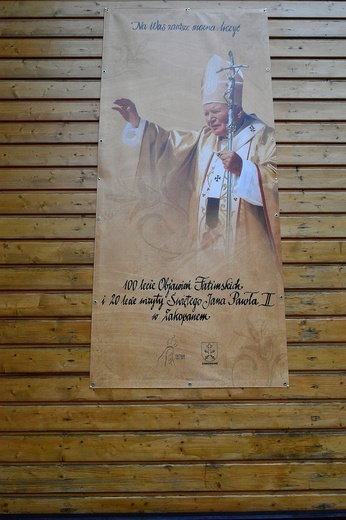 Na Was zawsze można liczyć
100 lecie Objawień Fatimskich
i 20 lecie wizyty Świętego Jana Pawła II
w Zakopanem